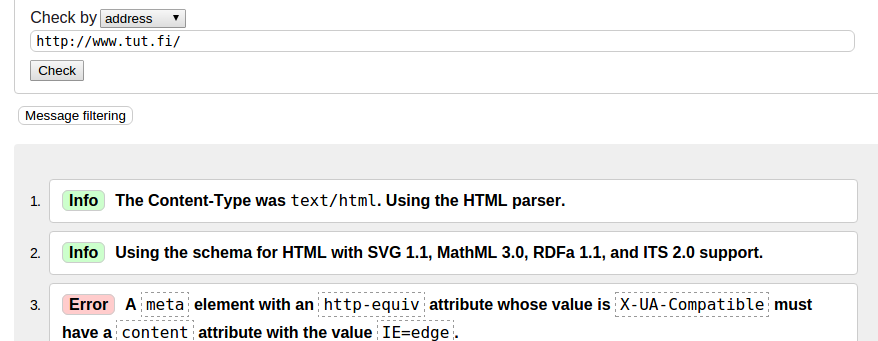 Check by address
http://www.tut.fi/
Check
Message filtering
1. Info The Content-Type was text/html. Using the HTML parser.
2. Info Using the schema for HTML with SVG 1.1, MathML 3.0, RDFa 1.1, and ITS 2.0 support.
3. Error A meta element with an http-equiv attribute whose value is X-UA-Compatible must
have a content attribute with the value IE=edge.